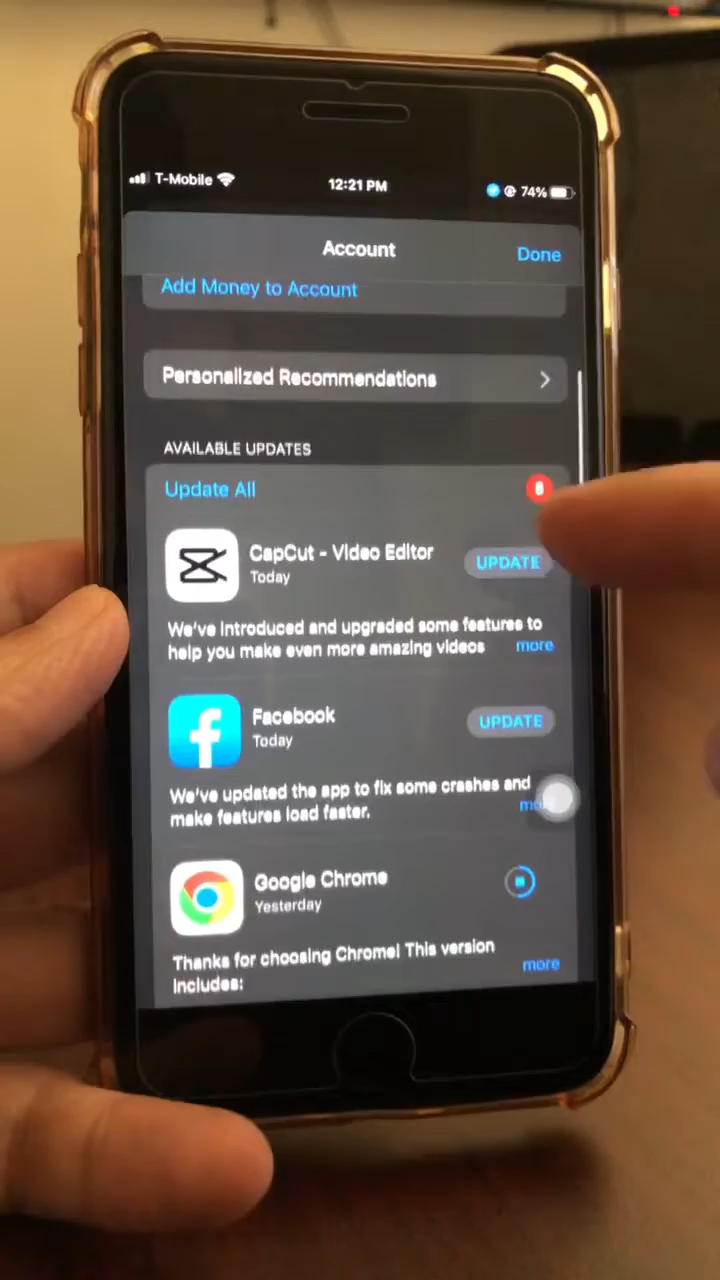 T-Mobile 12:21 PM 74%
Account Done
Add Money to Account
Personalized Recommendations
AVAILABLE UPDATES
Update All 8
CapCut - Video Editor UPDATE
Today
We've introduced and upgraded some features to
help you make even more amazing videos more
Facebook UPDATE
Today
We've updated the app to fix some crashes and
make features load faster.
Google Chrome
Yesterday
Thanks for choosing Chrome! This version
includes: more